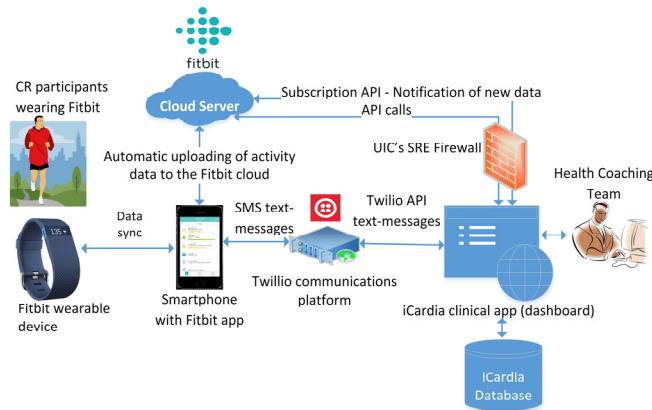 fitbit
CR participants
wearing Fitbit
Cloud Server
Subscription API - Notification of new data
API calls
UIC's SRE Firewall
Automatic uploading of activity
data to the Fitbit cloud
Health Coaching
Team
Data
sync
SMS text-
messages
Twilio API
text-messages
135
Fitbit wearable
device
Smartphone
with Fitbit app
Twillio communications
platform
iCardia clinical app (dashboard)
ICardia
Database